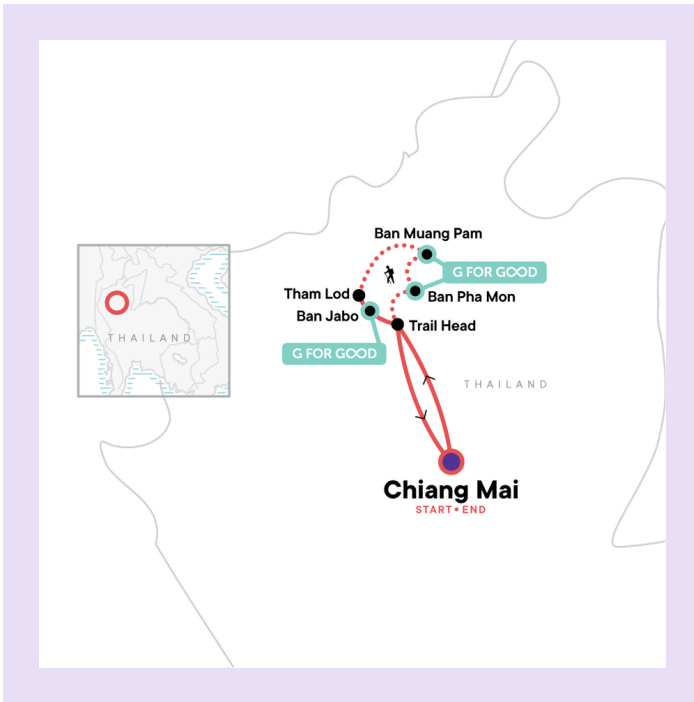 Ban Muang Pam
G FOR GOOD
Tham Lod
Ban Pha Mon
Ban Jabo
Trail Head
G FOR GOOD
THAILAND
THAILAND
Chiang Mai
START • END